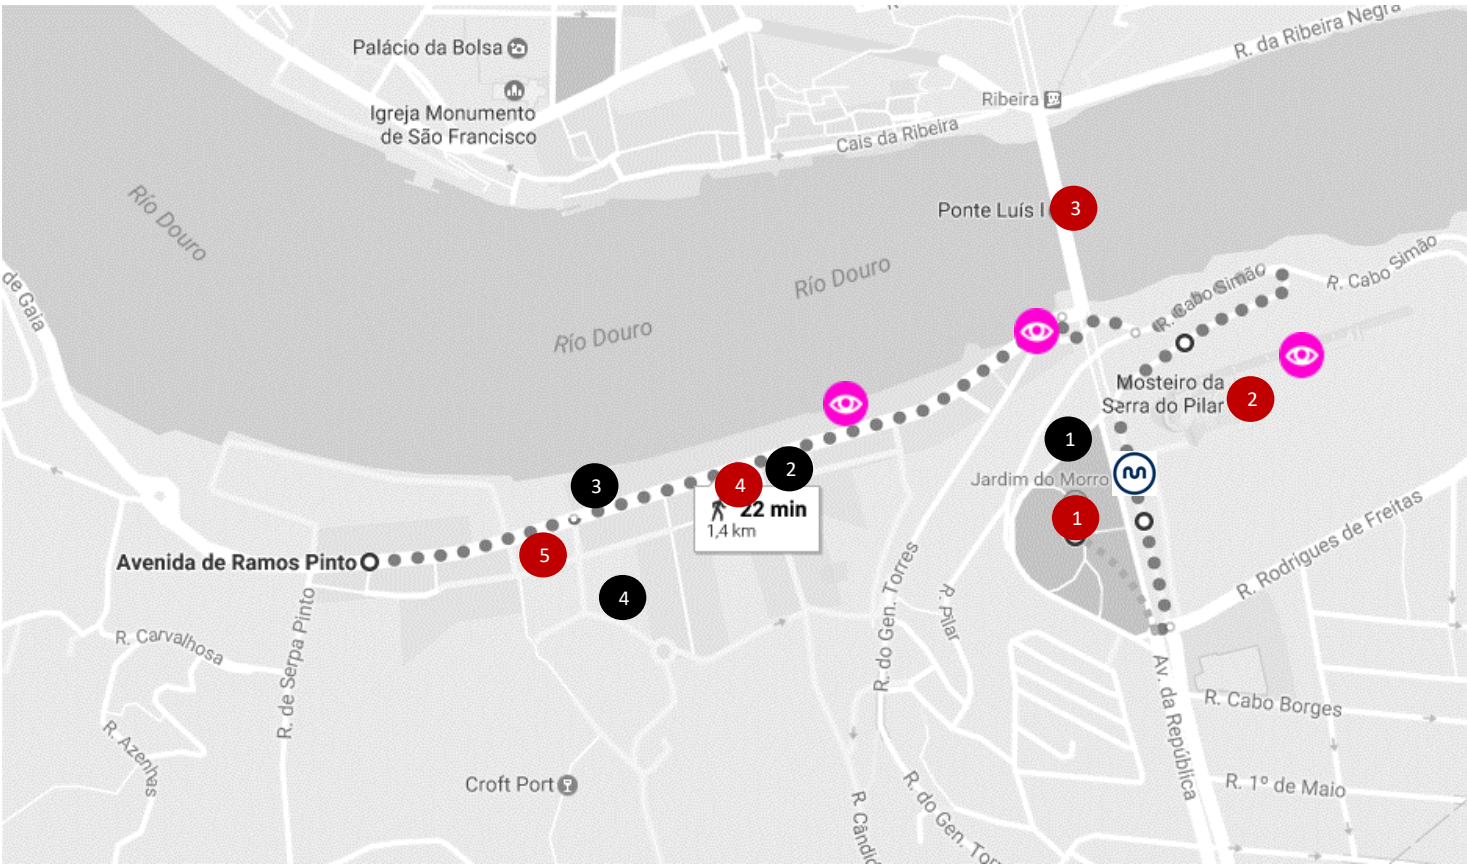 R. da Ribeira Negra
Palácio da Bolsa
Igreja Monumento
de São Francisco
Ribeira
Cais da Ribeira
Río Douro
Ponte Luís I
3
de Gaia
Río Douro
R. Cabo Simão
R. Cabo Simão
Río Douro
Mosteiro da
Serra do Pilar
2
1
Jardim do Morro
2
3
4
1
22 min
1,4 km
5
Avenida de Ramos Pinto
4
R. Rodrigues de Freitas
R. do Gen. Torres
R. Pilar
R. Carvalhosa
R. de Serpa Pinto
R. Azenhas
Av. da República
R. Cabo Borges
R. 1º de Maio
Croft Port
R. do Gen. Torr
R. Cândid